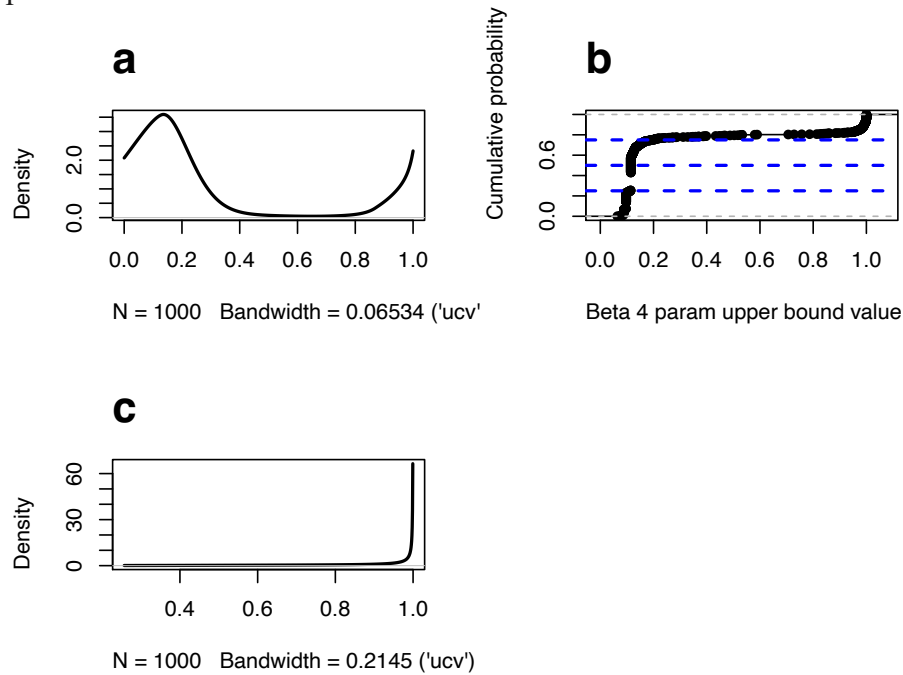 a
Density
0.0 2.0
0.0 0.2 0.4 0.6 0.8 1.0
N = 1000 Bandwidth = 0.06534 ('ucv'
b
Cumulative probability
0.0 0.6
0.0 0.2 0.4 0.6 0.8 1.0
Beta 4 param upper bound value
c
Density
0 30 60
0.4 0.6 0.8 1.0
N = 1000 Bandwidth = 0.2145 ('ucv')